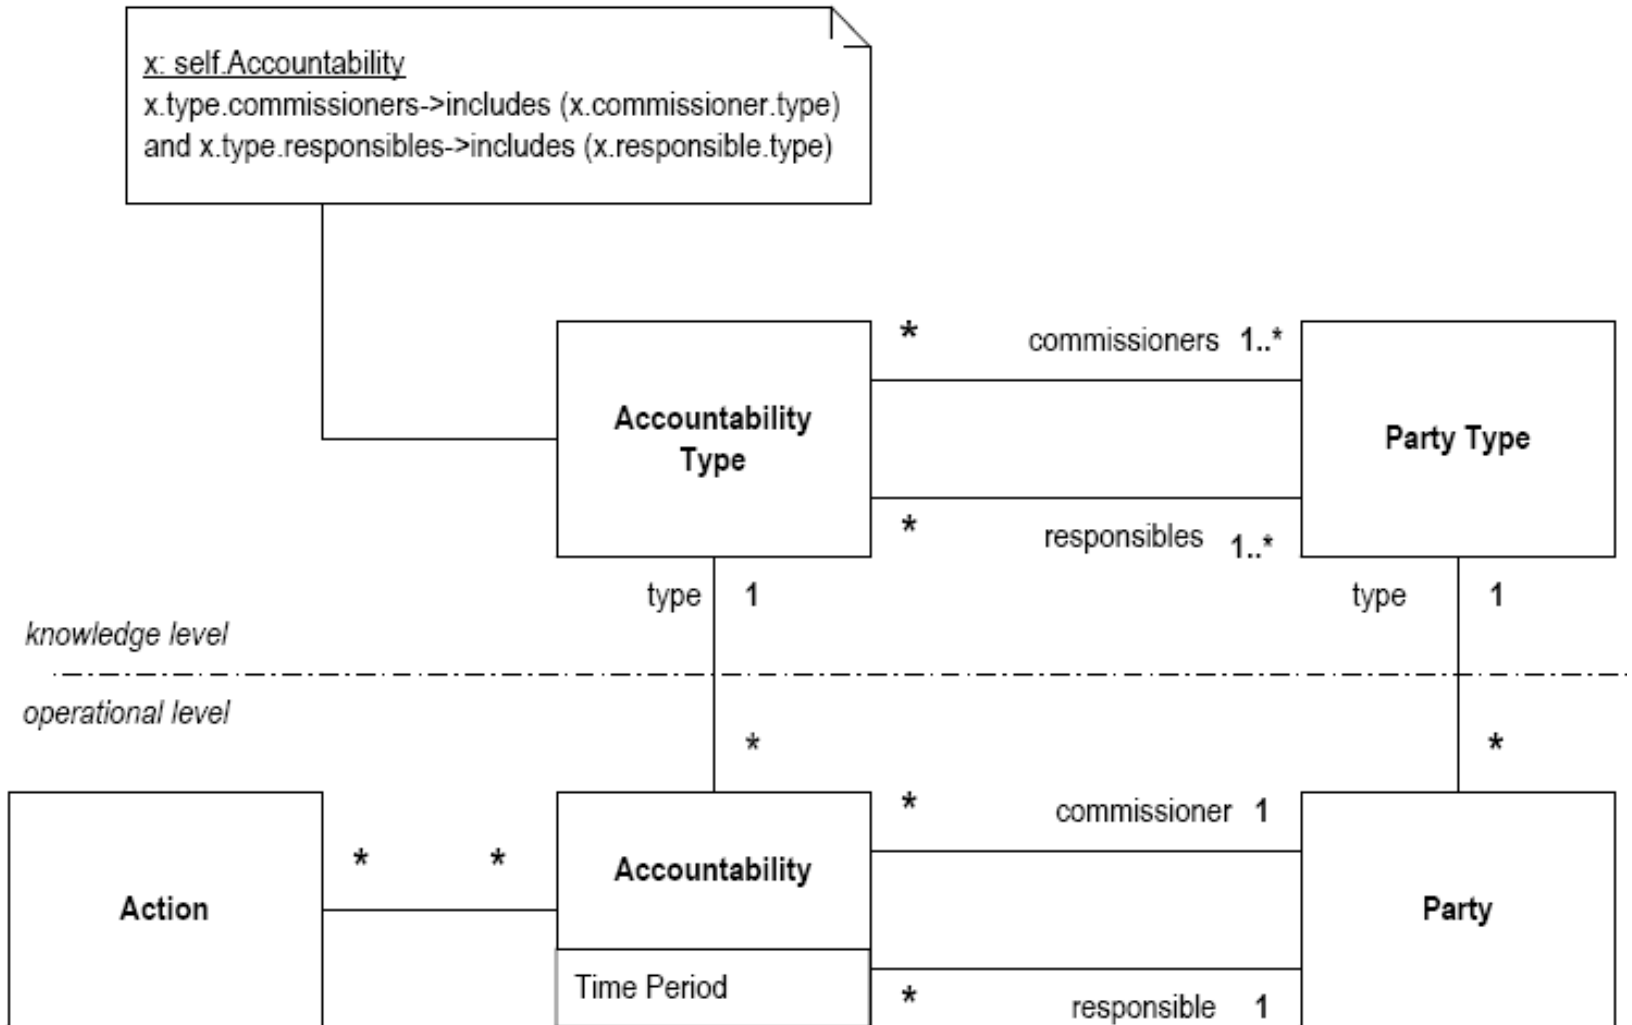 x: self.Accountability
x.type.commissioners->includes (x.commissioner.type)
and x.type.responsibles->includes (x.responsible.type)
* commissioners 1..*
Accountability
Type
Party Type
* responsibles 1..*
type 1
type 1
knowledge level
operational level
*
*
* commissioner 1
* *
Accountability
Action
Party
Time Period
* responsible 1